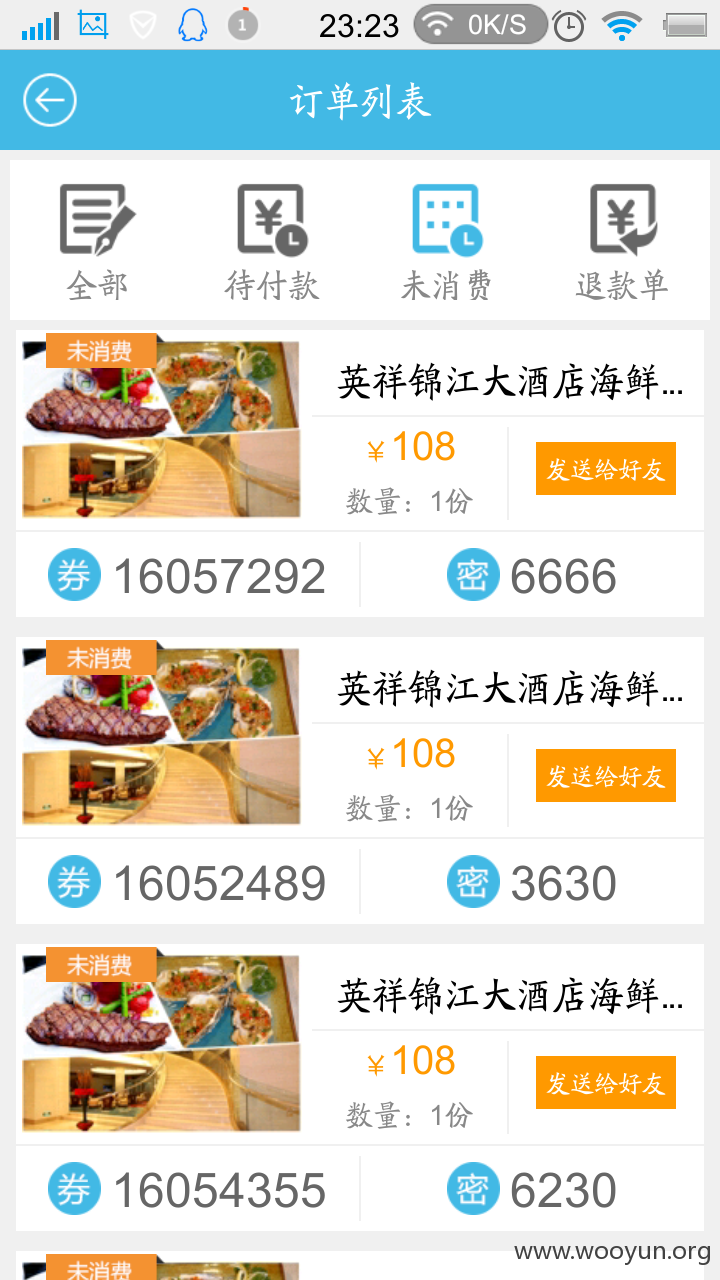 1 23:23 0K/S
订单列表
全部 待付款 未消费 退款单
未消费
英祥锦江大酒店海鲜...
¥108
发送给好友
数量：1份
券 16057292 密 6666
未消费
英祥锦江大酒店海鲜...
¥108
发送给好友
数量：1份
券 16052489 密 3630
未消费
英祥锦江大酒店海鲜...
¥108
发送给好友
数量：1份
券 16054355 密 6230
www.wooyun.org
未消费